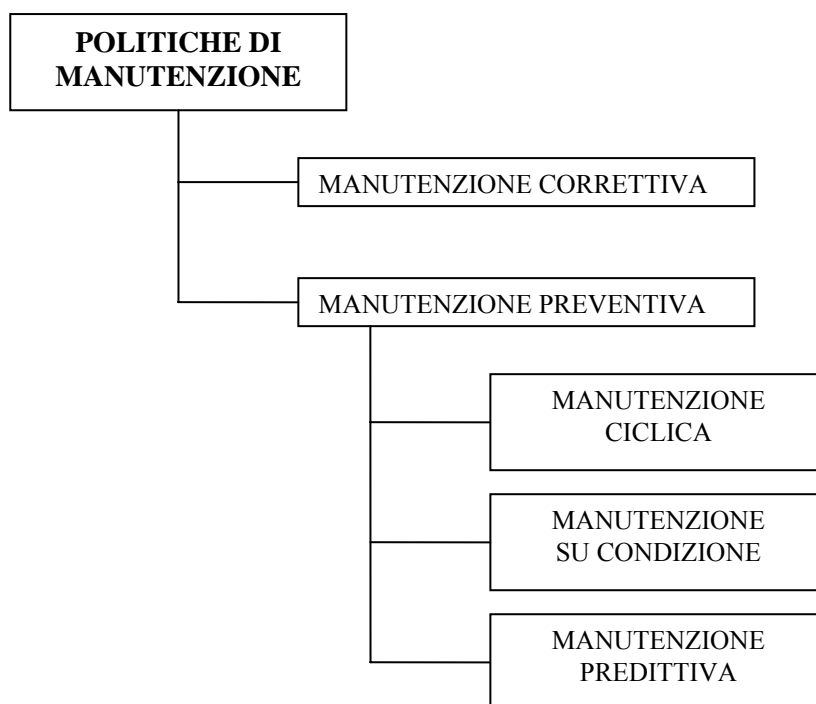 POLITICHE DI
MANUTENZIONE
MANUTENZIONE CORRETTIVA
MANUTENZIONE PREVENTIVA
MANUTENZIONE
CICLICA
MANUTENZIONE
SU CONDIZIONE
MANUTENZIONE
PREDITTIVA